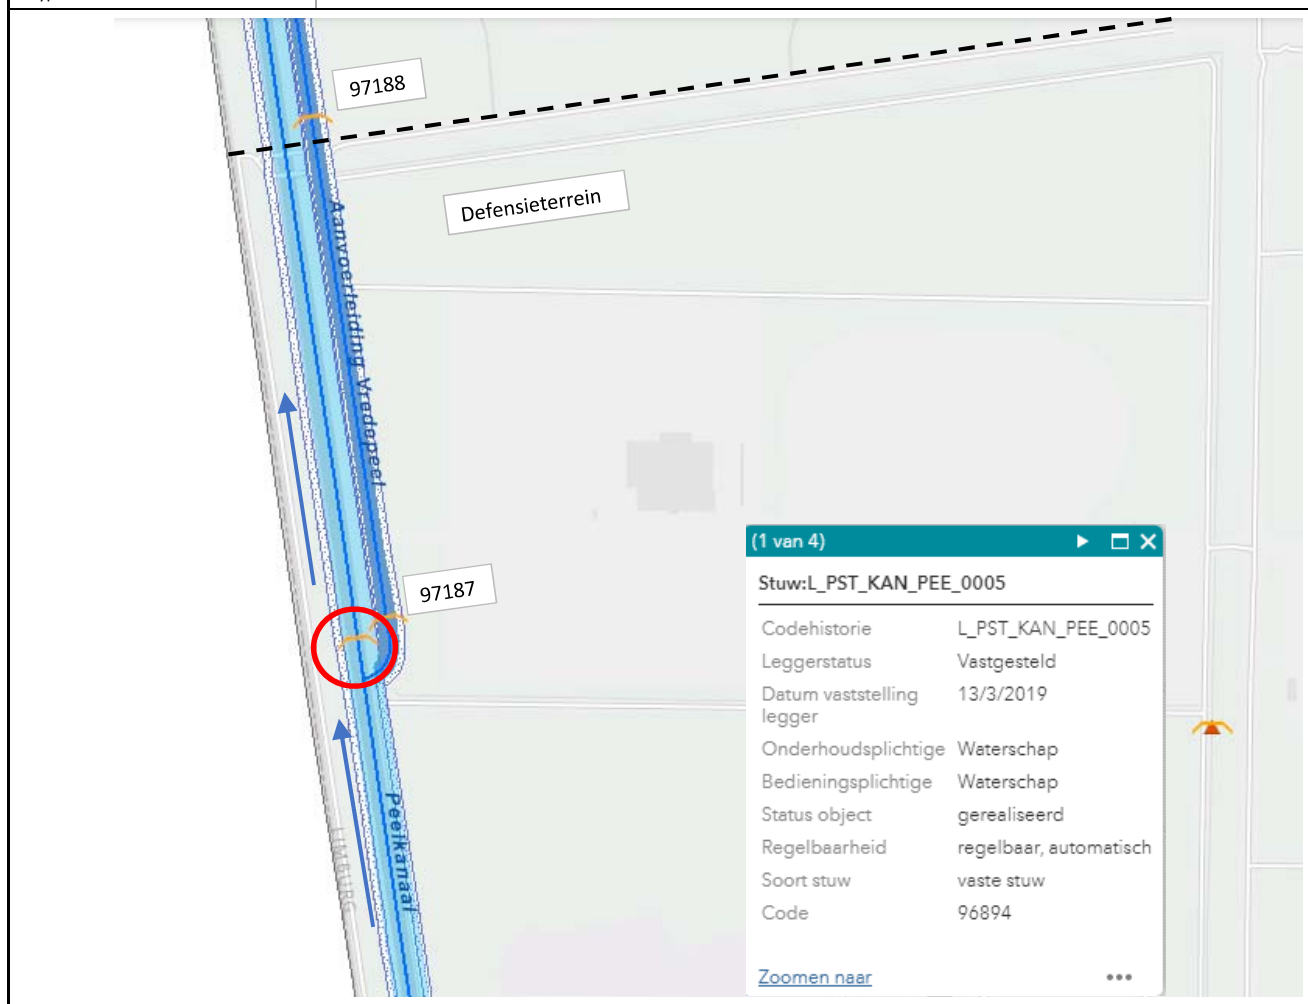 97188
Defensieterrein
Aanvoerleiding Vredepeel
97187
Peelkanaal
LIMBURG
(1 van 4)
Stuw:L_PST_KAN_PEE_0005
Codehistorie L_PST_KAN_PEE_0005
Leggerstatus Vastgesteld
Datum vaststelling legger 13/3/2019
Onderhoudsplichtige Waterschap
Bedieningsplichtige Waterschap
Status object gerealiseerd
Regelbaarheid regelbaar, automatisch
Soort stuw vaste stuw
Code 96894
Zoomen naar